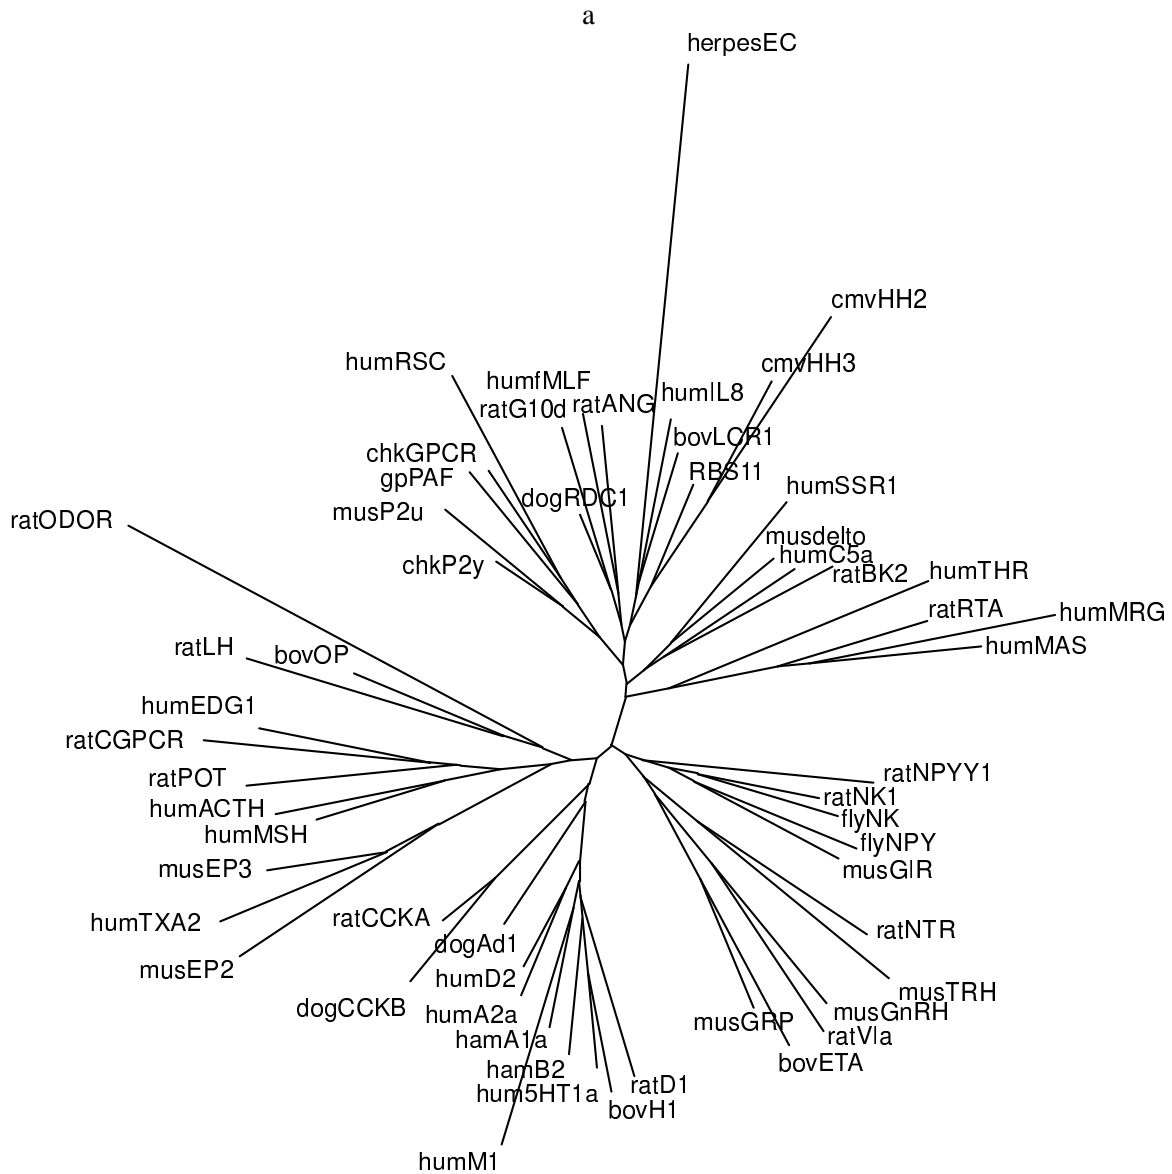 a
herpesEC
cmvHH2
humRSC
cmvHH3
humfMLF
humIL8
ratG10d
ratANG
bovLCR1
chkGPCR
RBS11
gpPAF
humSSR1
dogRDC1
musP2u
ratODOR
musdelto
humC5a
chkP2y
ratBK2
humTHR
ratRTA
humMRG
ratLH
bovOP
humMAS
humEDG1
ratCGPCR
ratPOT
ratNPYY1
ratNK1
humACTH
flyNK
humMSH
flyNPY
musEP3
musGIR
humTXA2
ratCCKA
ratNTR
dogAd1
musEP2
humD2
musTRH
dogCCKB
humA2a
musGnRH
musGRP
hamA1a
ratVIa
bovETA
hamB2
ratD1
hum5HT1a
bovH1
humM1